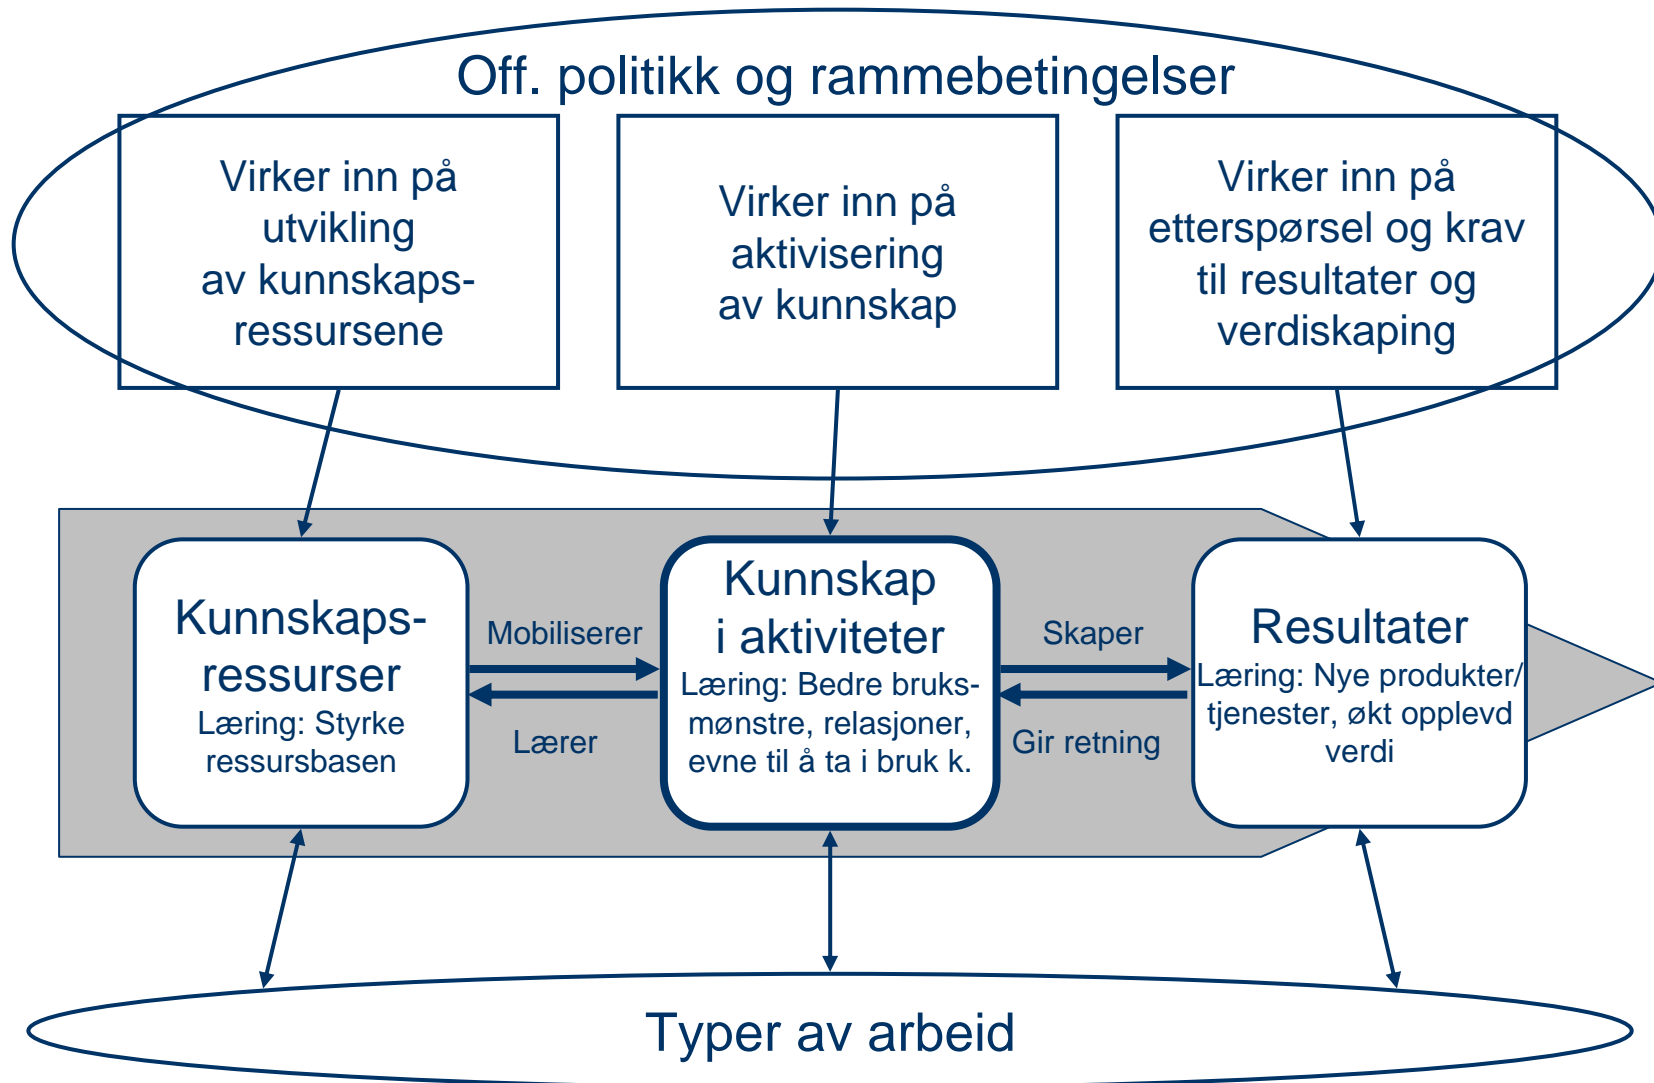 Off. politikk og rammebetingelser
Virker inn på
utvikling
av kunnskaps-
ressursene
Virker inn på
aktivisering
av kunnskap
Virker inn på
etterspørsel og krav
til resultater og
verdiskaping
Kunnskaps-
ressurser
Læring: Styrke
ressursbasen
Mobiliserer
Lærer
Kunnskap
i aktiviteter
Læring: Bedre bruks-
mønstre, relasjoner,
evne til å ta i bruk k.
Skaper
Gir retning
Resultater
Læring: Nye produkter/
tjenester, økt opplevd
verdi
Typer av arbeid